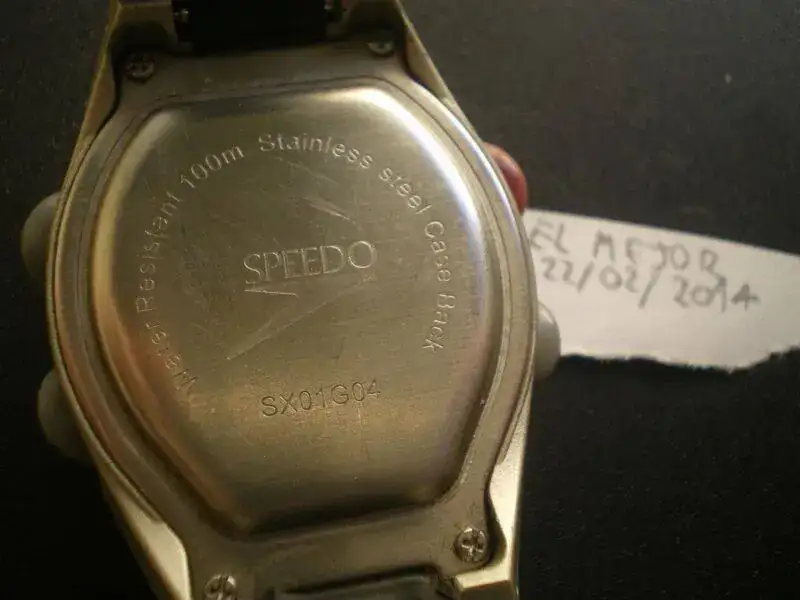 Water Resistant 100m Stainless steel Case Back
SPEEDO
SX01G04
EL MEJOR
22/02/2014